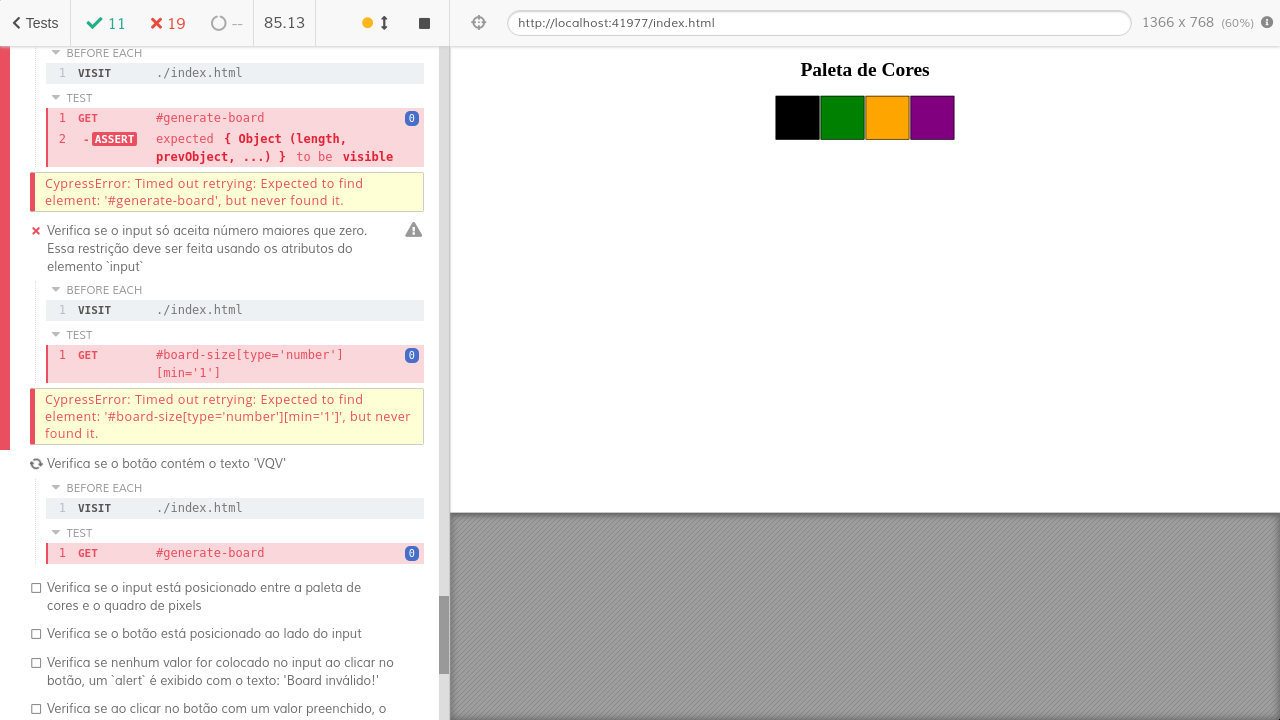 Tests 11 19 -- 85.13
BEFORE EACH
1 VISIT ./index.html
TEST
1 GET #generate-board 0
2 -ASSERT expected { Object (length,
prevObject, ...) } to be visible
CypressError: Timed out retrying: Expected to find
element: '#generate-board', but never found it.
Verifica se o input só aceita número maiores que zero.
Essa restrição deve ser feita usando os atributos do
elemento `input`
BEFORE EACH
1 VISIT ./index.html
TEST
1 GET #board-size[type='number'] 0
[min='1']
CypressError: Timed out retrying: Expected to find
element: '#board-size[type='number'][min='1']', but never
found it.
Verifica se o botão contém o texto 'VQV'
BEFORE EACH
1 VISIT ./index.html
TEST
1 GET #generate-board 0
Verifica se o input está posicionado entre a paleta de
cores e o quadro de pixels
Verifica se o botão está posicionado ao lado do input
Verifica se nenhum valor for colocado no input ao clicar no
botão, um `alert` é exibido com o texto: 'Board inválido!'
Verifica se ao clicar no botão com um valor preenchido, o
http://localhost:41977/index.html 1366 x 768 (60%)
Paleta de Cores